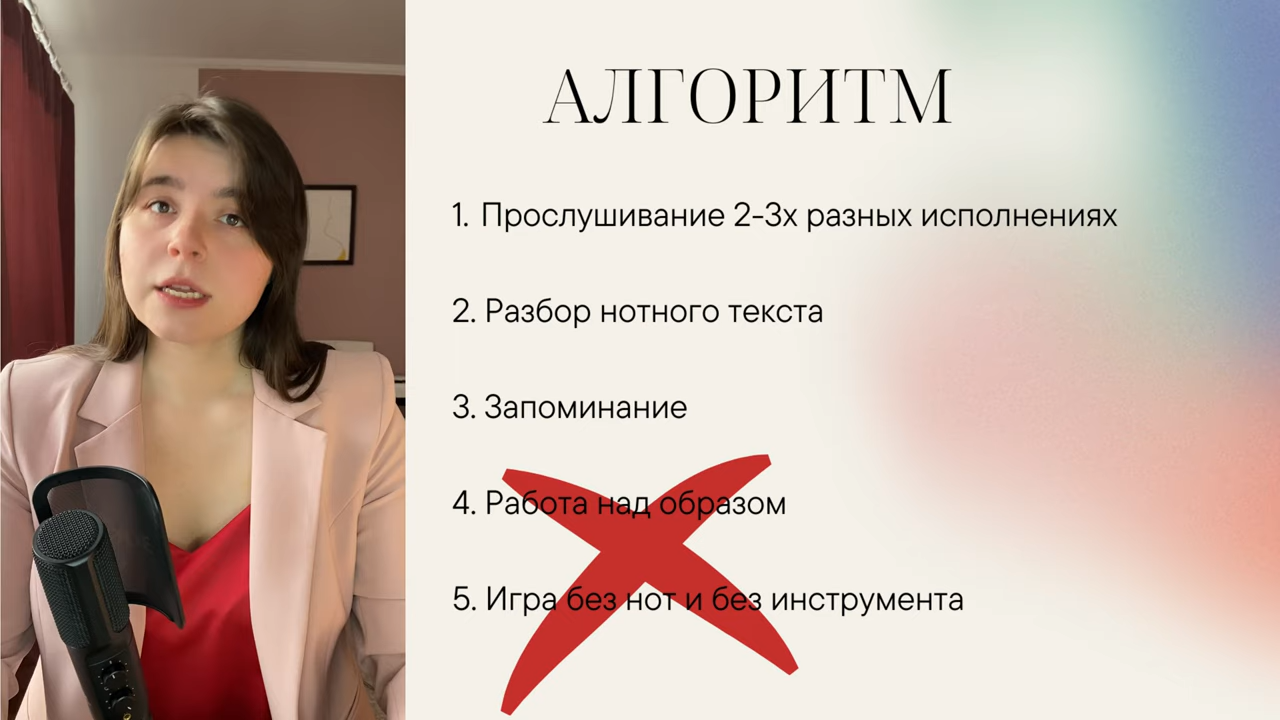 АЛГОРИТМ
1. Прослушивание 2-3х разных исполнениях
2. Разбор нотного текста
3. Запоминание
4. Работа над образом
5. Игра без нот и без инструмента